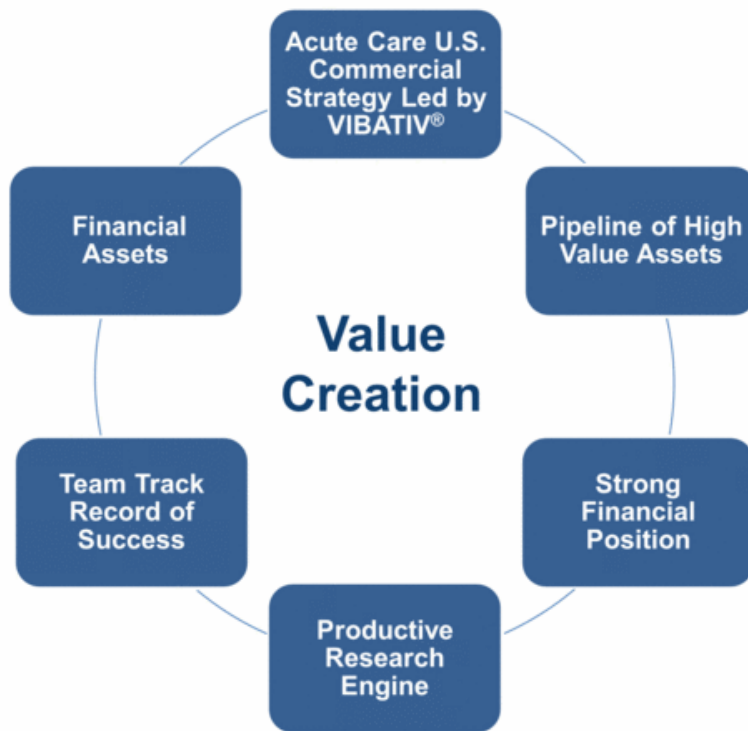 Acute Care U.S.
Commercial
Strategy Led by
VIBATIV®
Pipeline of High
Value Assets
Strong
Financial
Position
Productive
Research
Engine
Team Track
Record of
Success
Financial
Assets
Value
Creation